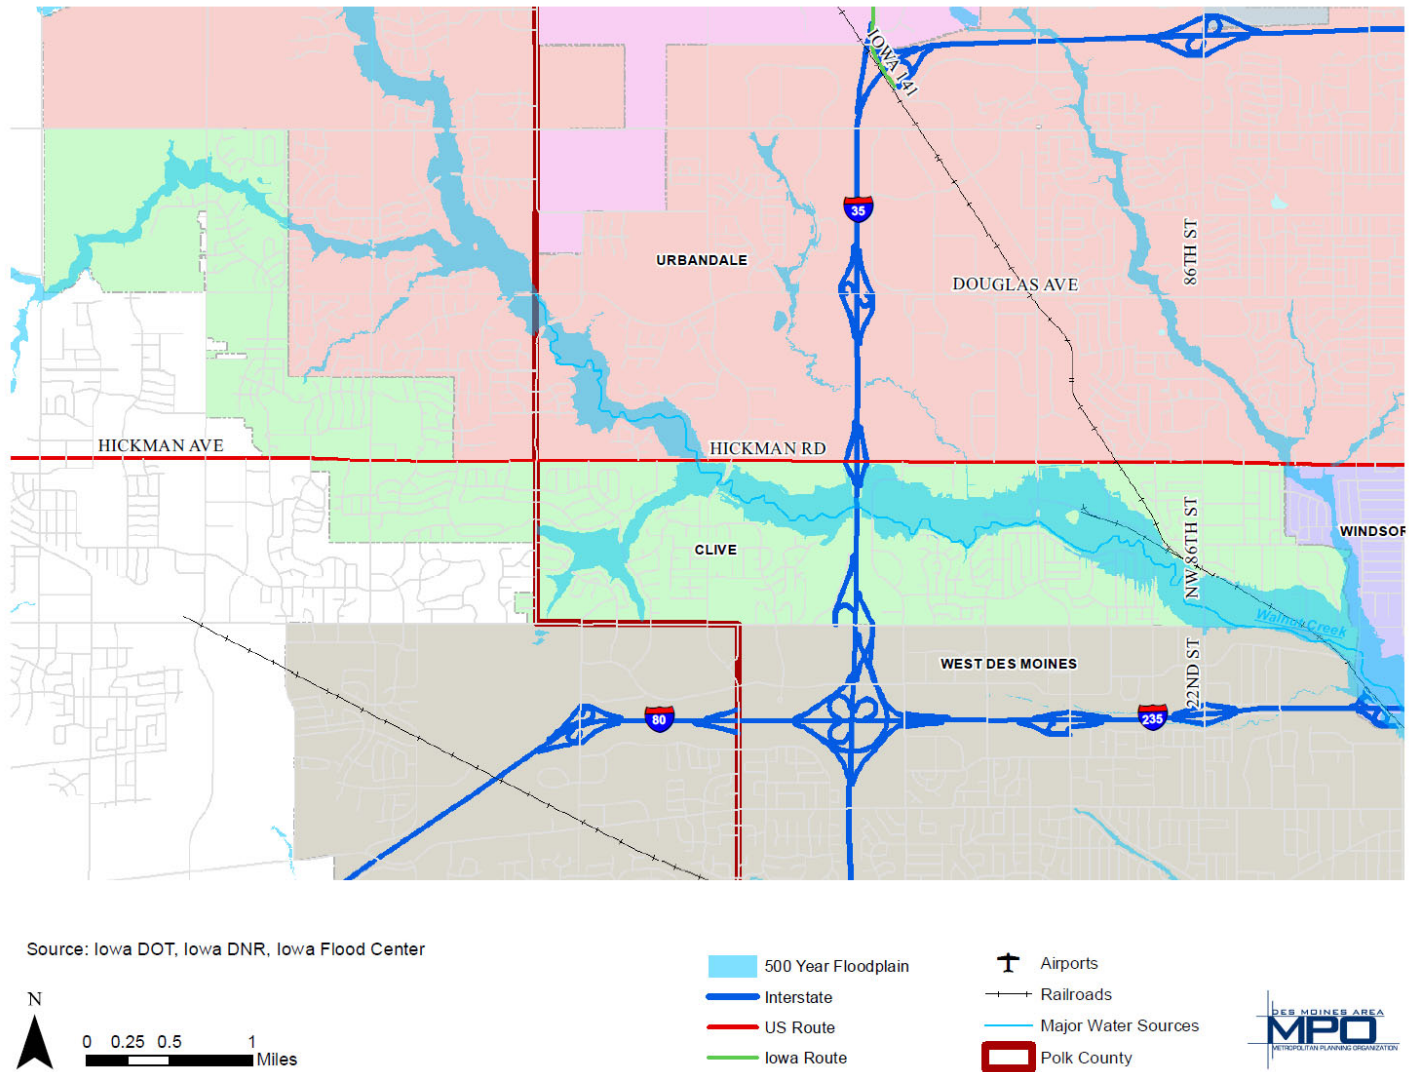 IOWA 141
35
86TH ST
URBANDALE
DOUGLAS AVE
HICKMAN AVE
HICKMAN RD
NW 86TH ST
WINDSOR
CLIVE
Walnut Creek
WEST DES MOINES
22ND ST
80
235
Source: Iowa DOT, Iowa DNR, Iowa Flood Center
N
0 0.25 0.5 1
Miles
500 Year Floodplain
Interstate
US Route
Iowa Route
Airports
Railroads
Major Water Sources
Polk County
DES MOINES AREA
MPO
METROPOLITAN PLANNING ORGANIZATION